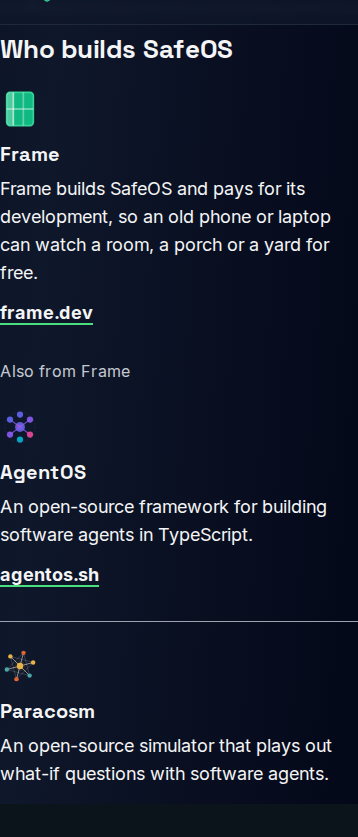 Who builds SafeOS
Frame
Frame builds SafeOS and pays for its
development, so an old phone or laptop
can watch a room, a porch or a yard for
free.
frame.dev
Also from Frame
AgentOS
An open-source framework for building
software agents in TypeScript.
agentos.sh
Paracosm
An open-source simulator that plays out
what-if questions with software agents.